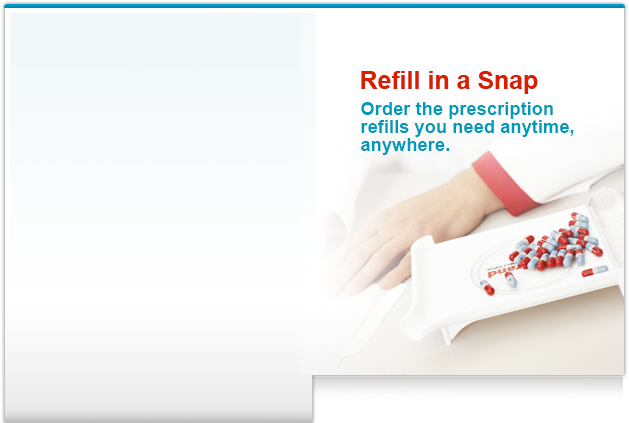 Refill in a Snap
Order the prescription
refills you need anytime,
anywhere.